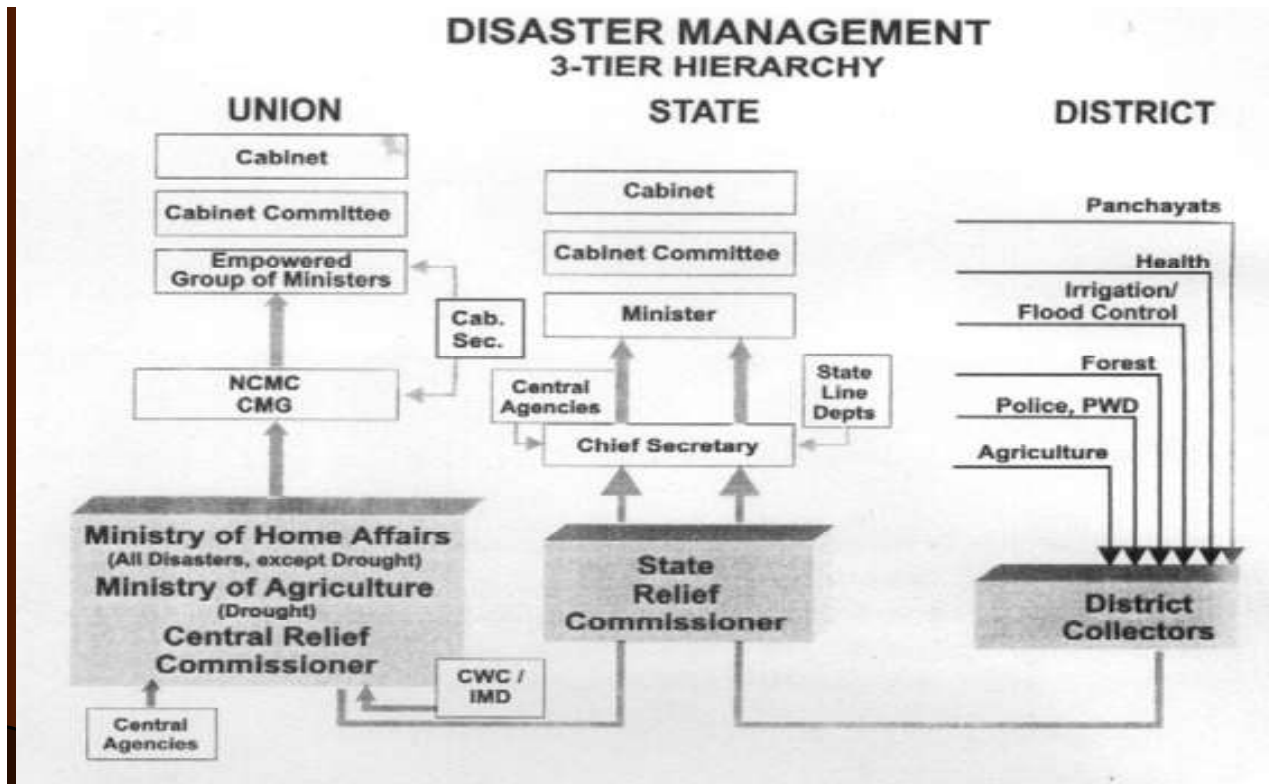 DISASTER MANAGEMENT
3-TIER HIERARCHY
UNION
Cabinet
Cabinet Committee
Empowered
Group of Ministers
Cab.
Sec.
NCMC
CMG
Ministry of Home Affairs
(All Disasters, except Drought)
Ministry of Agriculture
(Drought)
Central Relief
Commissioner
Central
Agencies
CWC /
IMD
STATE
Cabinet
Cabinet Committee
Minister
Central
Agencies
State
Line
Depts
Chief Secretary
State
Relief
Commissioner
DISTRICT
Panchayats
Health
Irrigation/
Flood Control
Forest
Police, PWD
Agriculture
District
Collectors